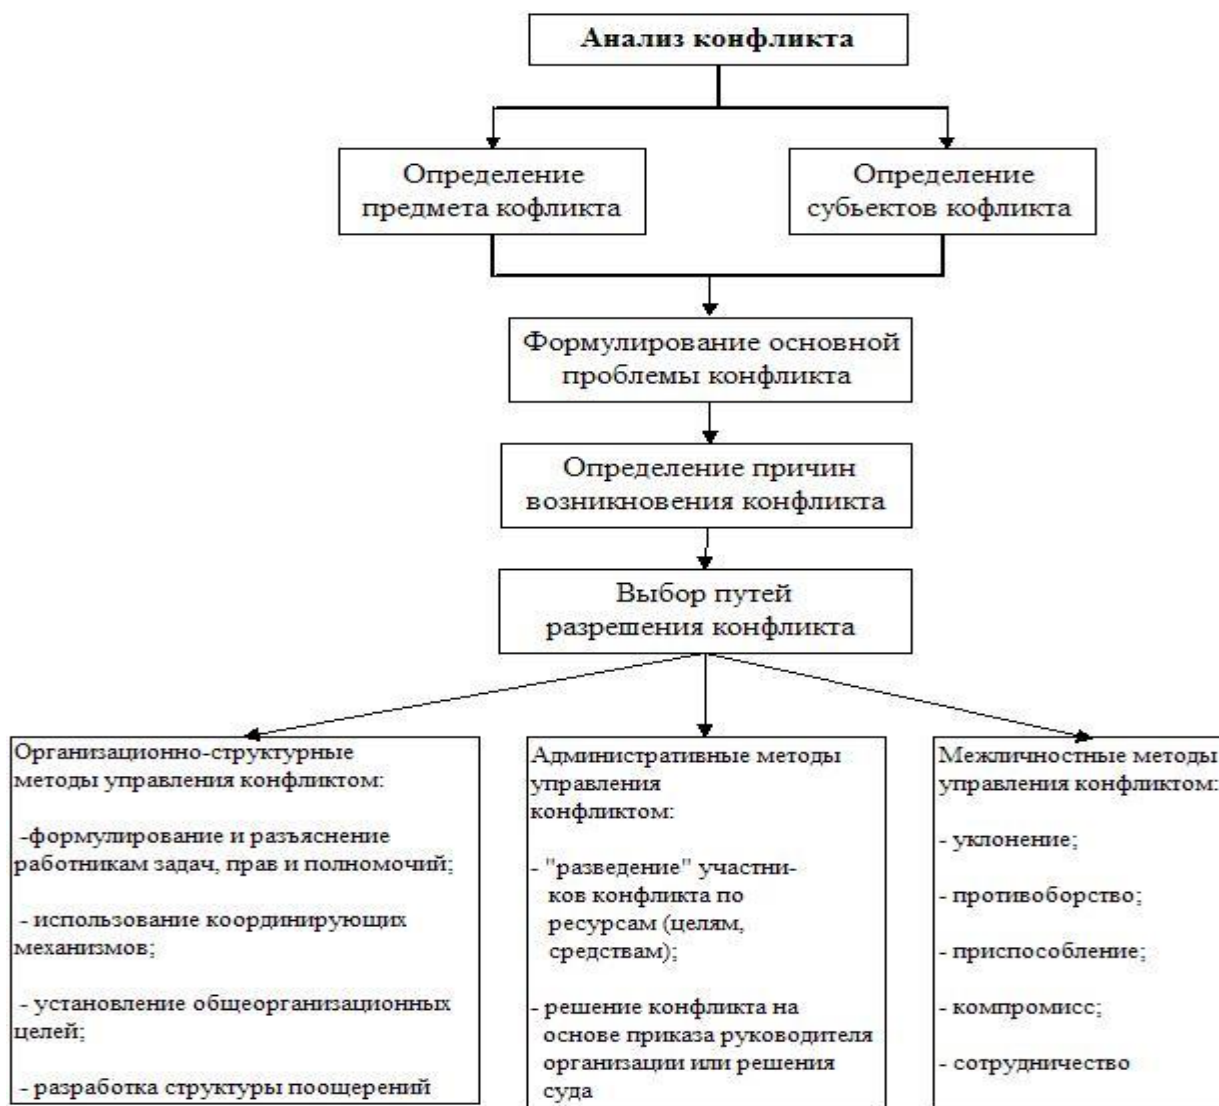 Анализ конфликта
Определение
предмета кофликта
Определение
субьектов кофликта
Формулирование основной
проблемы конфликта
Определение причин
возникновения конфликта
Выбор путей
разрешения конфликта
Организационно-структурные
методы управления конфликтом:
-формулирование и разъяснение
работникам задач, прав и полномочий;
- использование координирующих
механизмов;
- установление общеорганизационных
целей;
- разработка структуры поощерений
Административные методы
управления
конфликтом:
- "разведение" участни-
ков конфликта по
ресурсам (целям,
средствам);
- решение конфликта на
основе приказа руководителя
организации или решения
суда
Межличностные методы
управления конфликтом:
- уклонение;
- противоборство;
- приспособление;
- компромисс;
- сотрудничество